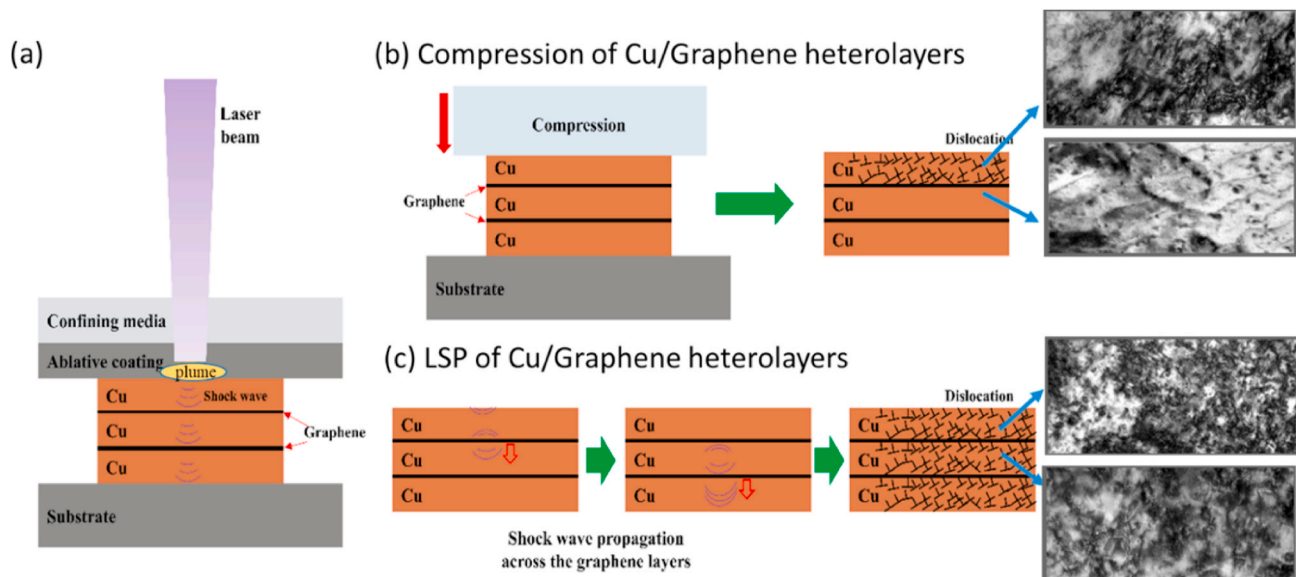 (a)
Laser
beam
Confining media
Ablative coating
plume
Cu
Shock wave
Cu
Graphene
Cu
Substrate
(b) Compression of Cu/Graphene heterolayers
Compression
Cu
Graphene
Cu
Cu
Substrate
Dislocation
Cu
Cu
Cu
(c) LSP of Cu/Graphene heterolayers
Cu
Cu
Cu
Cu
Cu
Cu
Dislocation
Cu
Cu
Cu
Shock wave propagation
across the graphene layers